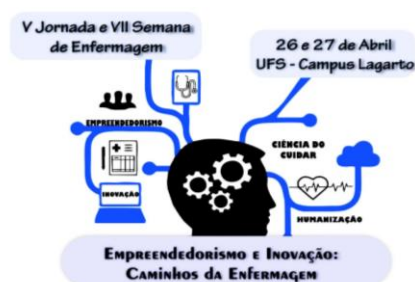 V Jornada e VII Semana
de Enfermagem
26 e 27 de Abril
UFS - Campus Lagarto
EMPREENDEDORISMO
CIÊNCIA DO
CUIDAR
INOVAÇÃO
HUMANIZAÇÃO
Empreendedorismo e Inovação:
Caminhos da Enfermagem